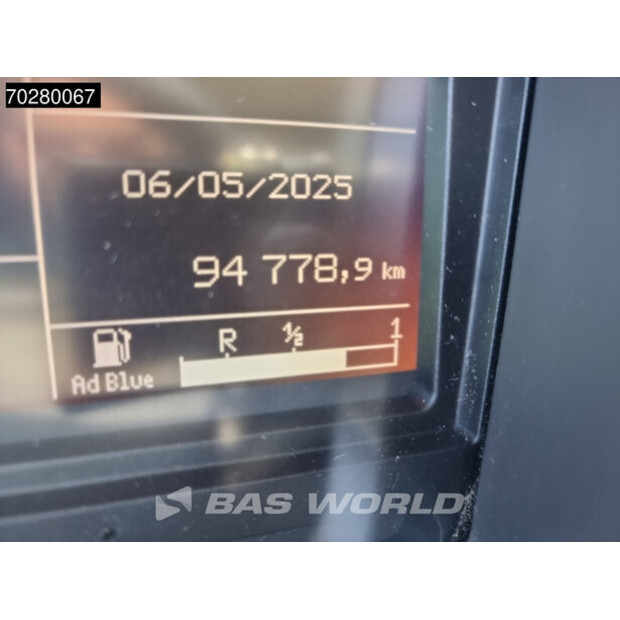 70280067
06/05/2025
94 778,9 km
R ½ 1
Ad Blue
BAS WORLD